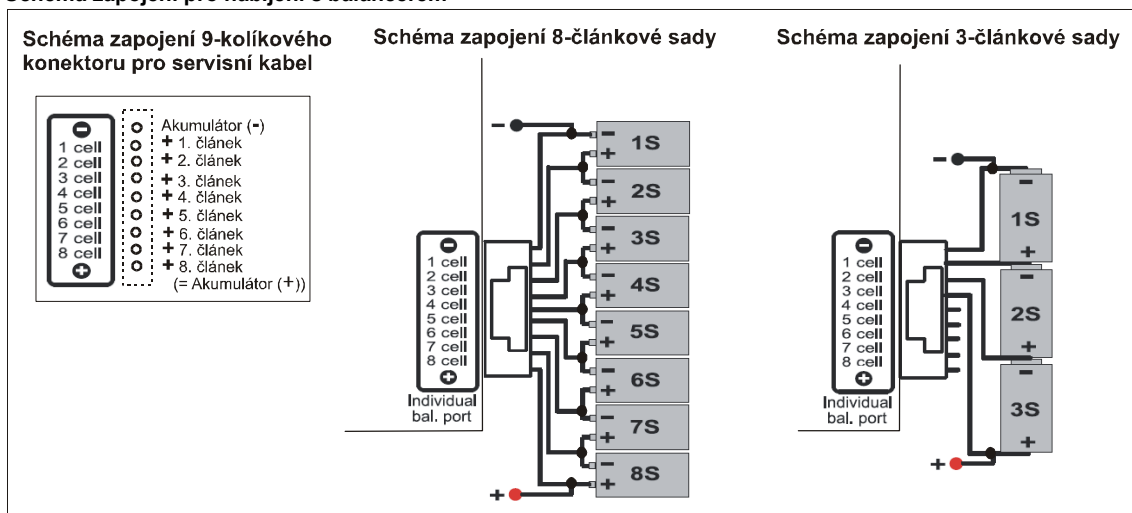 Schéma zapojení 9-kolíkového
konektoru pro servisní kabel
−
1 cell
2 cell
3 cell
4 cell
5 cell
6 cell
7 cell
8 cell
+
Akumulátor (-)
+ 1. článek
+ 2. článek
+ 3. článek
+ 4. článek
+ 5. článek
+ 6. článek
+ 7. článek
+ 8. článek
(= Akumulátor (+))
Schéma zapojení 8-článkové sady
−
− 1S
+
− 2S
+
− 3S
+
− 4S
+
− 5S
+
− 6S
+
− 7S
+
− 8S
+
+
−
1 cell
2 cell
3 cell
4 cell
5 cell
6 cell
7 cell
8 cell
+
Individual
bal. port
Schéma zapojení 3-článkové sady
−
−
1S
+
−
2S
+
−
3S
+
+
−
1 cell
2 cell
3 cell
4 cell
5 cell
6 cell
7 cell
8 cell
+
Individual
bal. port